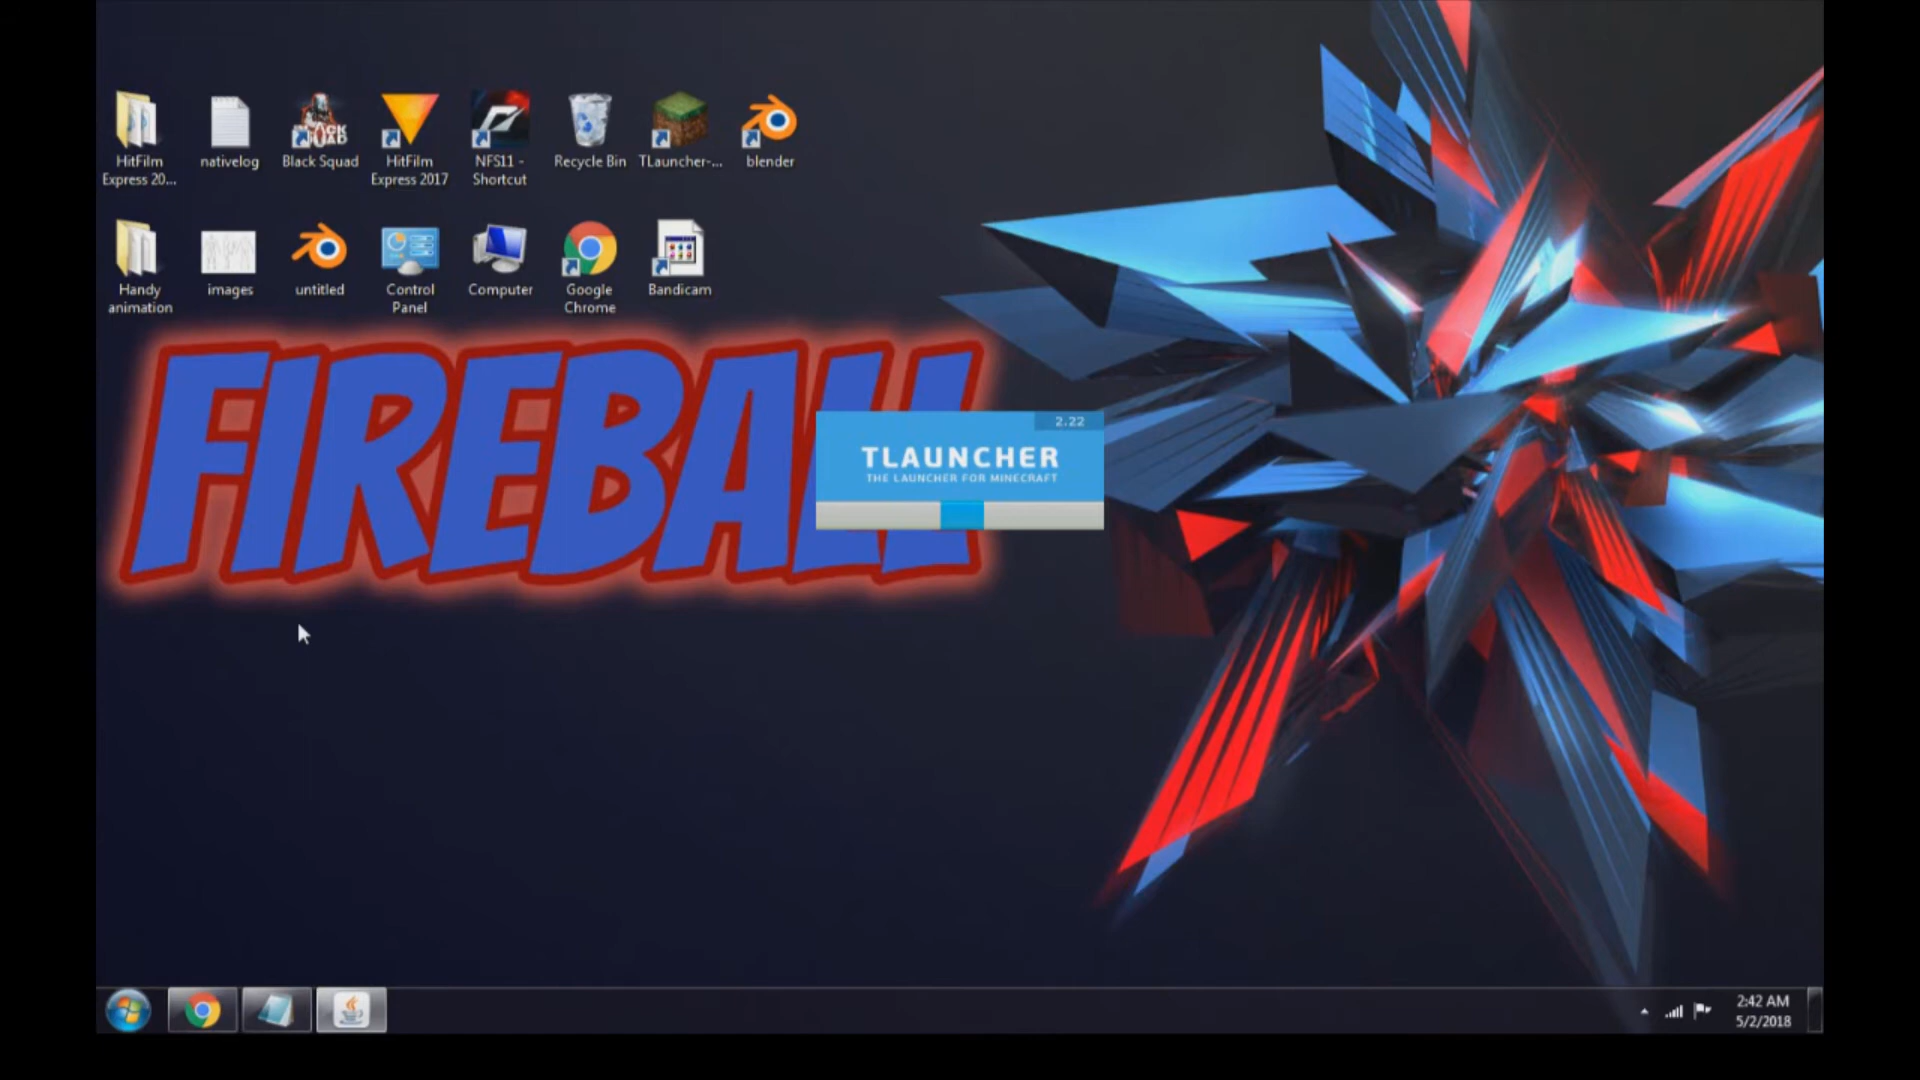 HitFilm
Express 20...
nativelog
Black Squad
HitFilm
Express 2017
NFS11 -
Shortcut
Recycle Bin
TLauncher-...
blender
Handy
animation
images
untitled
Control
Panel
Computer
Google
Chrome
Bandicam
FIREBALL
2.22
TLAUNCHER
THE LAUNCHER FOR MINECRAFT
2:42 AM
5/2/2018